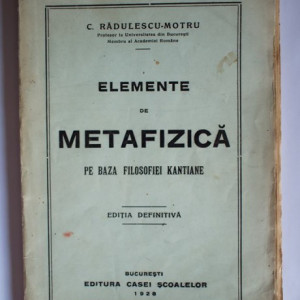 C. RĂDULESCU-MOTRU
Profesor la Universitatea din București
Membru al Academiei Române
ELEMENTE
DE
METAFIZICĂ
PE BAZA FILOSOFIEI KANTIANE
EDIȚIA DEFINITIVĂ
BUCUREȘTI
EDITURA CASEI ȘCOALELOR
1928